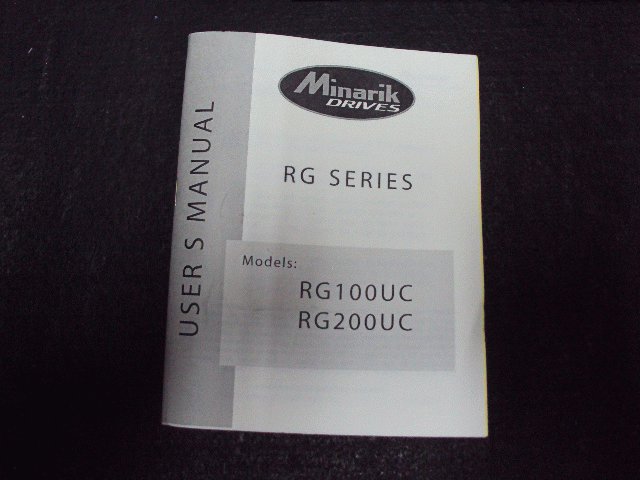 Minarik
DRIVES
RG SERIES
USER S MANUAL
Models:
RG100UC
RG200UC